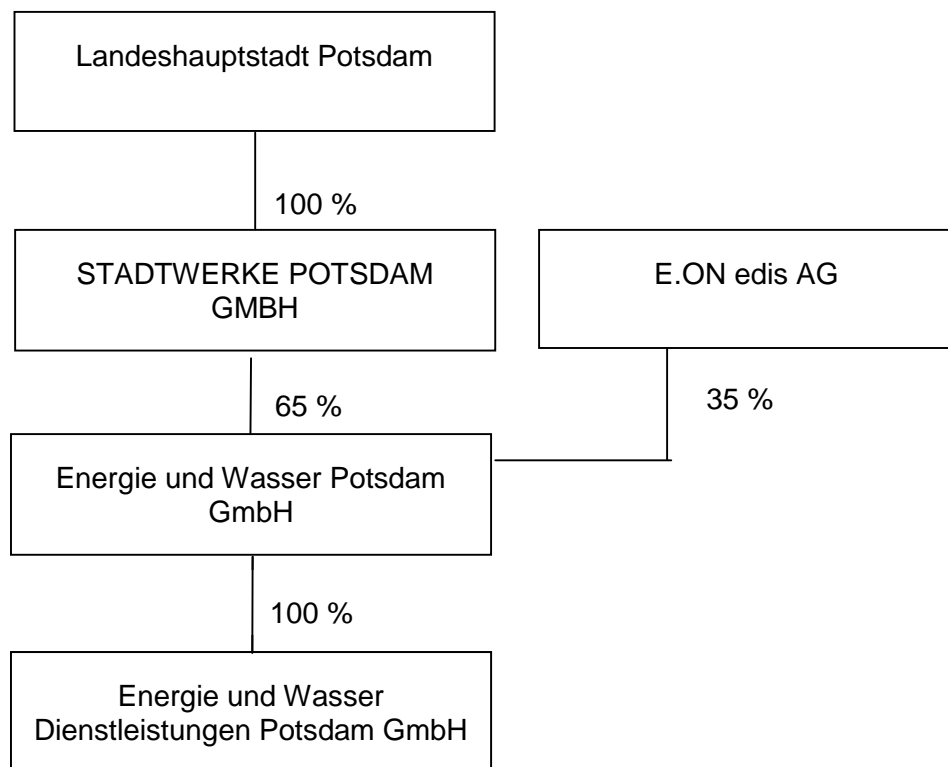 Landeshauptstadt Potsdam
100 %
STADTWERKE POTSDAM
GMBH
E.ON edis AG
65 %
35 %
Energie und Wasser Potsdam
GmbH
100 %
Energie und Wasser
Dienstleistungen Potsdam GmbH